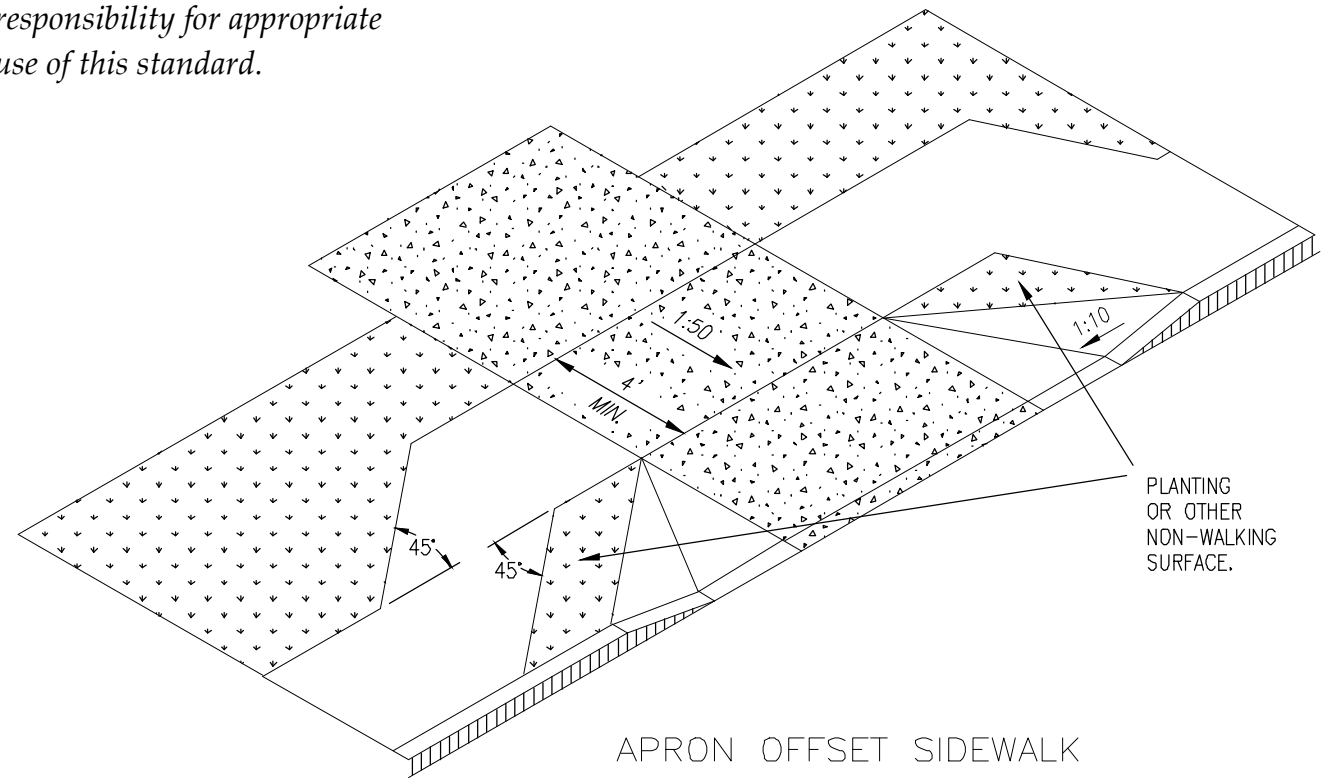 responsibility for appropriate
use of this standard.
1:50
4'
MIN.
1:10
45°
45°
PLANTING
OR OTHER
NON-WALKING
SURFACE.
APRON OFFSET SIDEWALK